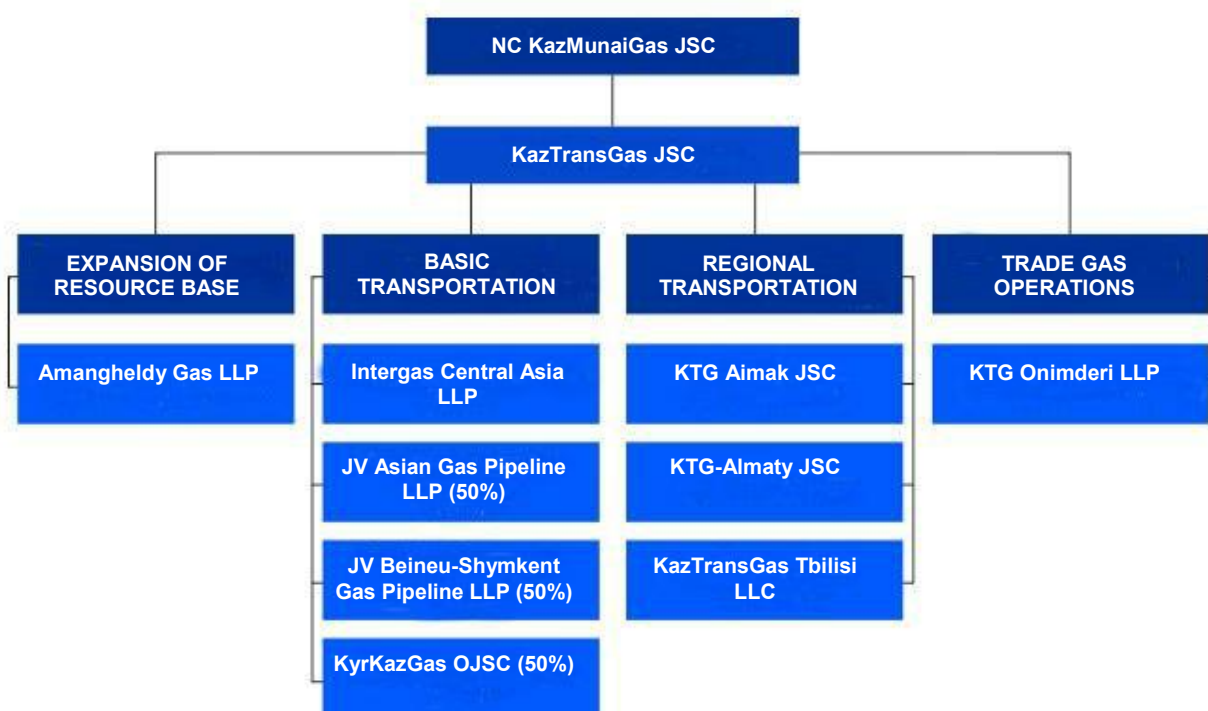 NC KazMunaiGas JSC
KazTransGas JSC
EXPANSION OF
RESOURCE BASE
Amangheldy Gas LLP
BASIC
TRANSPORTATION
Intergas Central Asia
LLP
JV Asian Gas Pipeline
LLP (50%)
JV Beineu-Shymkent
Gas Pipeline LLP (50%)
KyrKazGas OJSC (50%)
REGIONAL
TRANSPORTATION
KTG Aimak JSC
KTG-Almaty JSC
KazTransGas Tbilisi
LLC
TRADE GAS
OPERATIONS
KTG Onimderi LLP